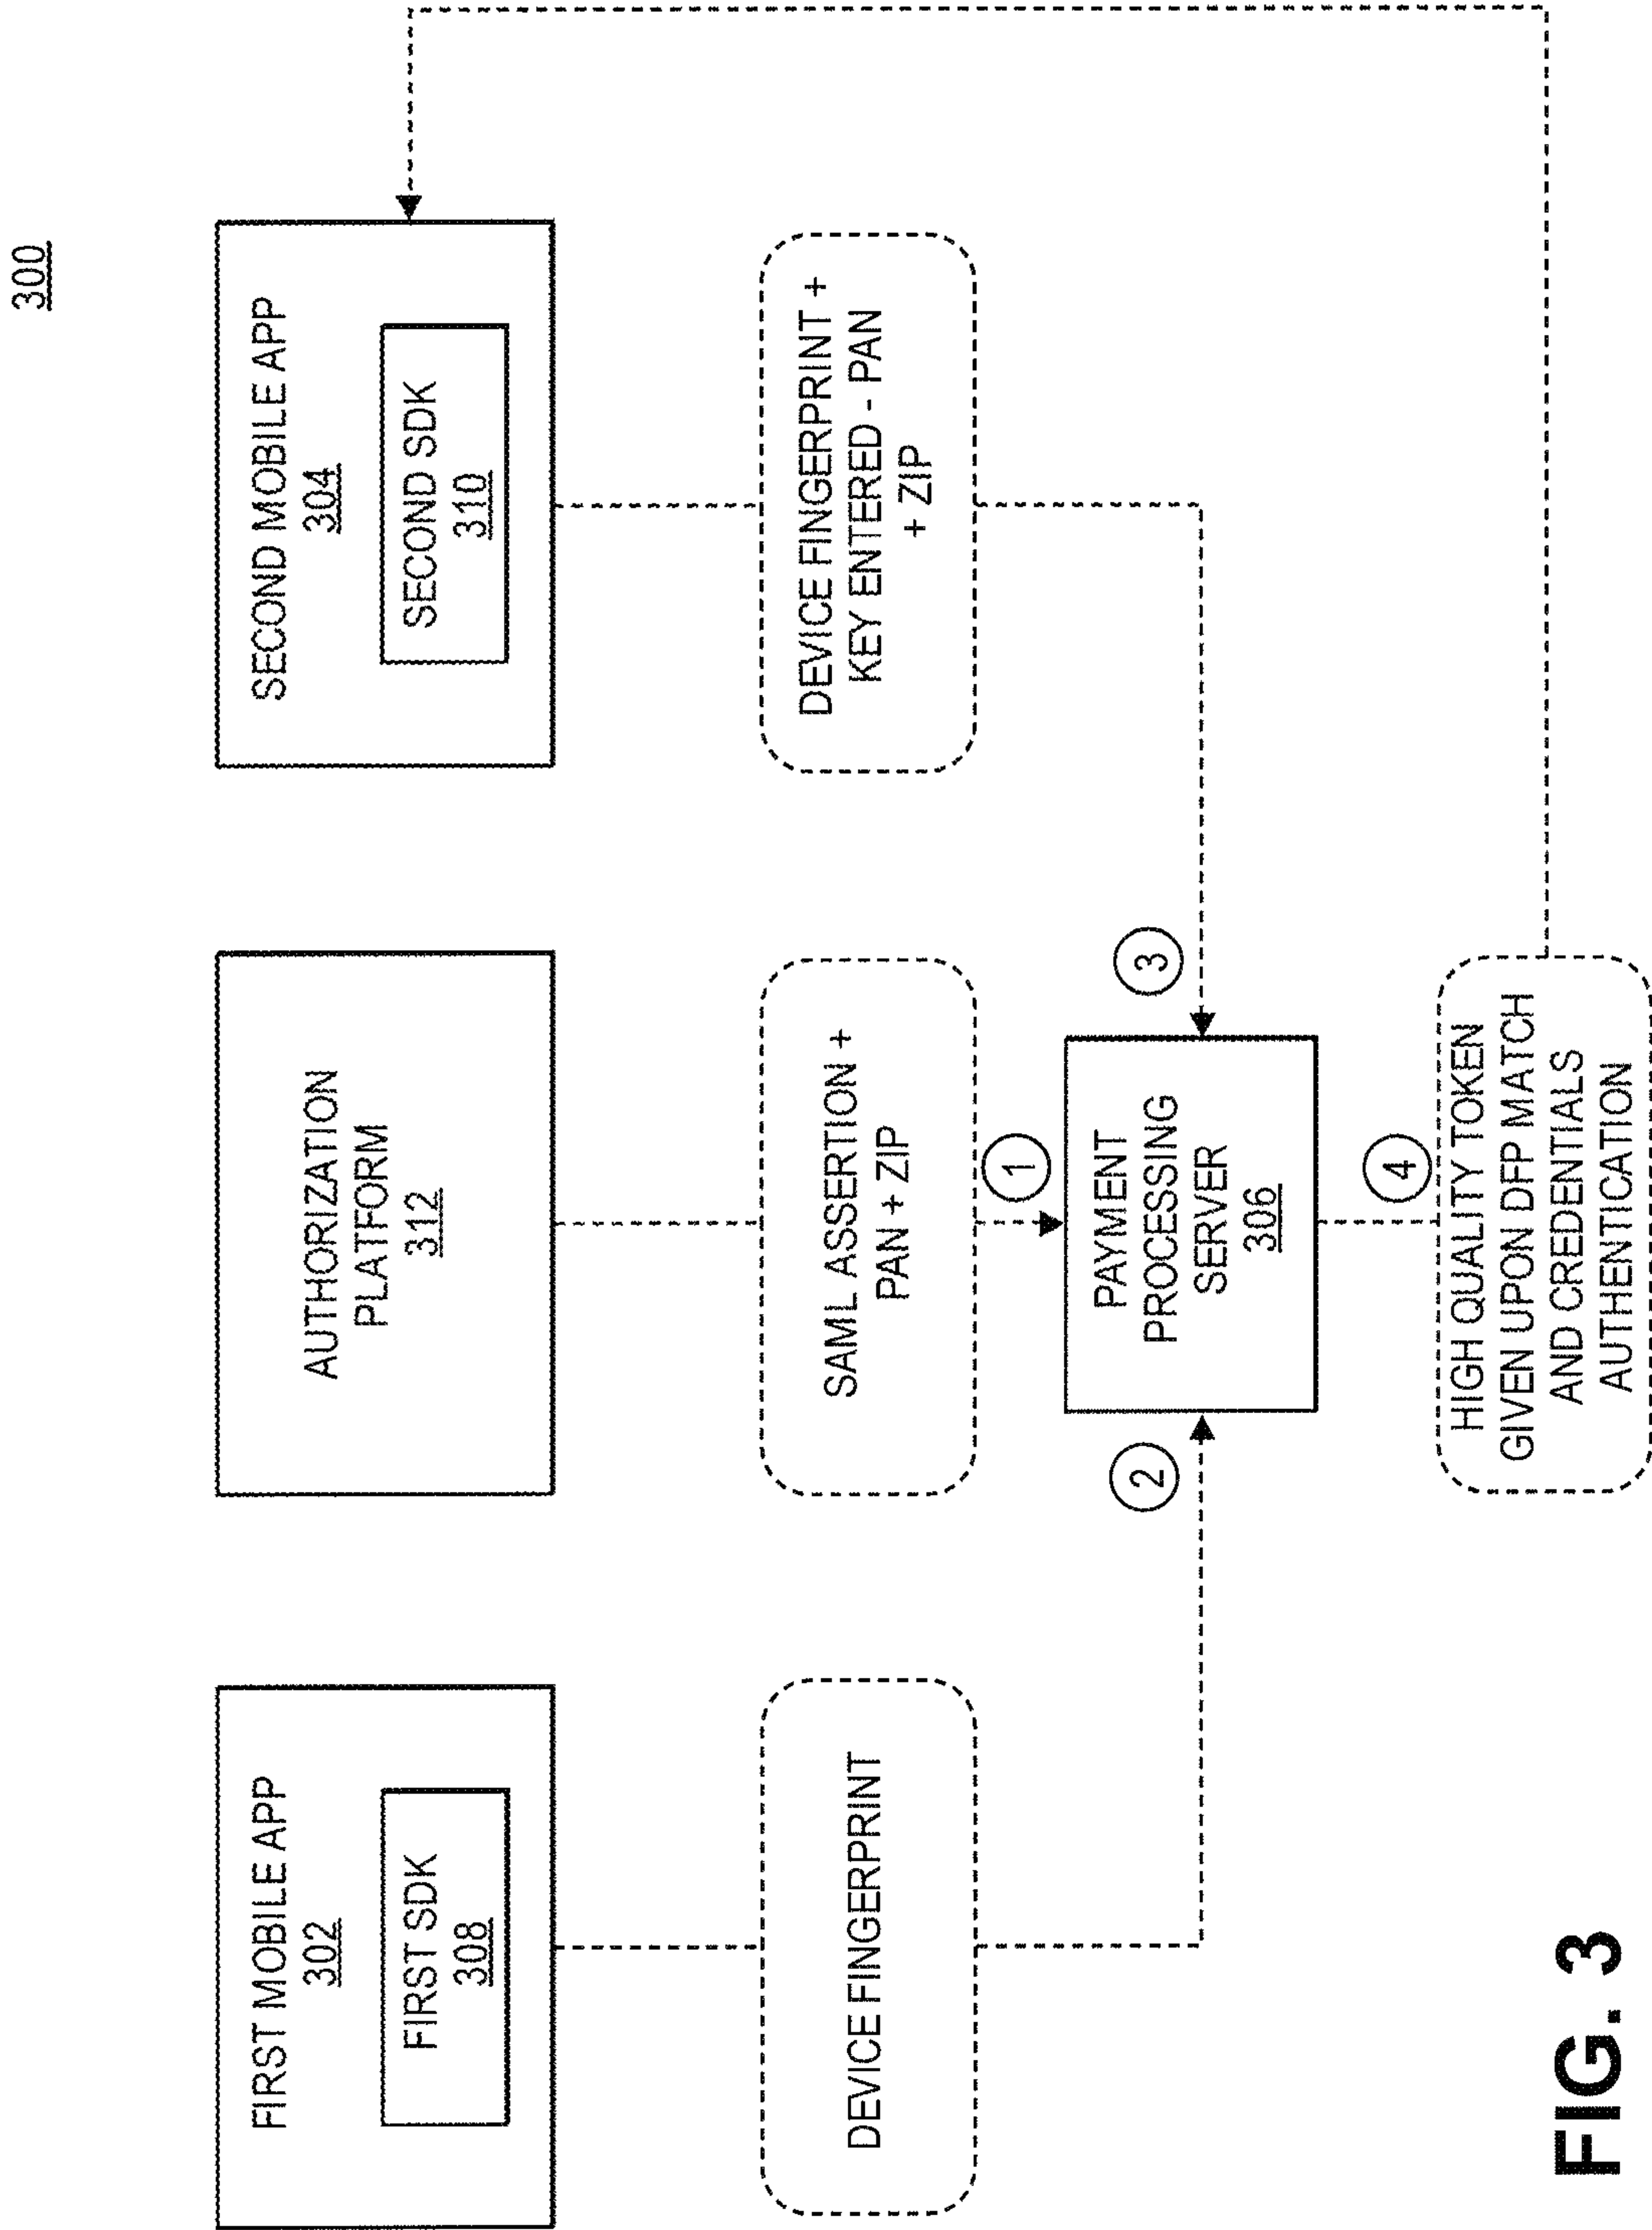 300
FIRST MOBILE APP
302
FIRST SDK
308
AUTHORIZATION
PLATFORM
312
SECOND MOBILE APP
304
SECOND SDK
310
DEVICE FINGERPRINT
SAML ASSERTION +
PAN + ZIP
DEVICE FINGERPRINT +
KEY ENTERED - PAN
+ ZIP
1
2
3
PAYMENT
PROCESSING
SERVER
306
4
HIGH QUALITY TOKEN
GIVEN UPON DFP MATCH
AND CREDENTIALS
AUTHENTICATION
FIG. 3